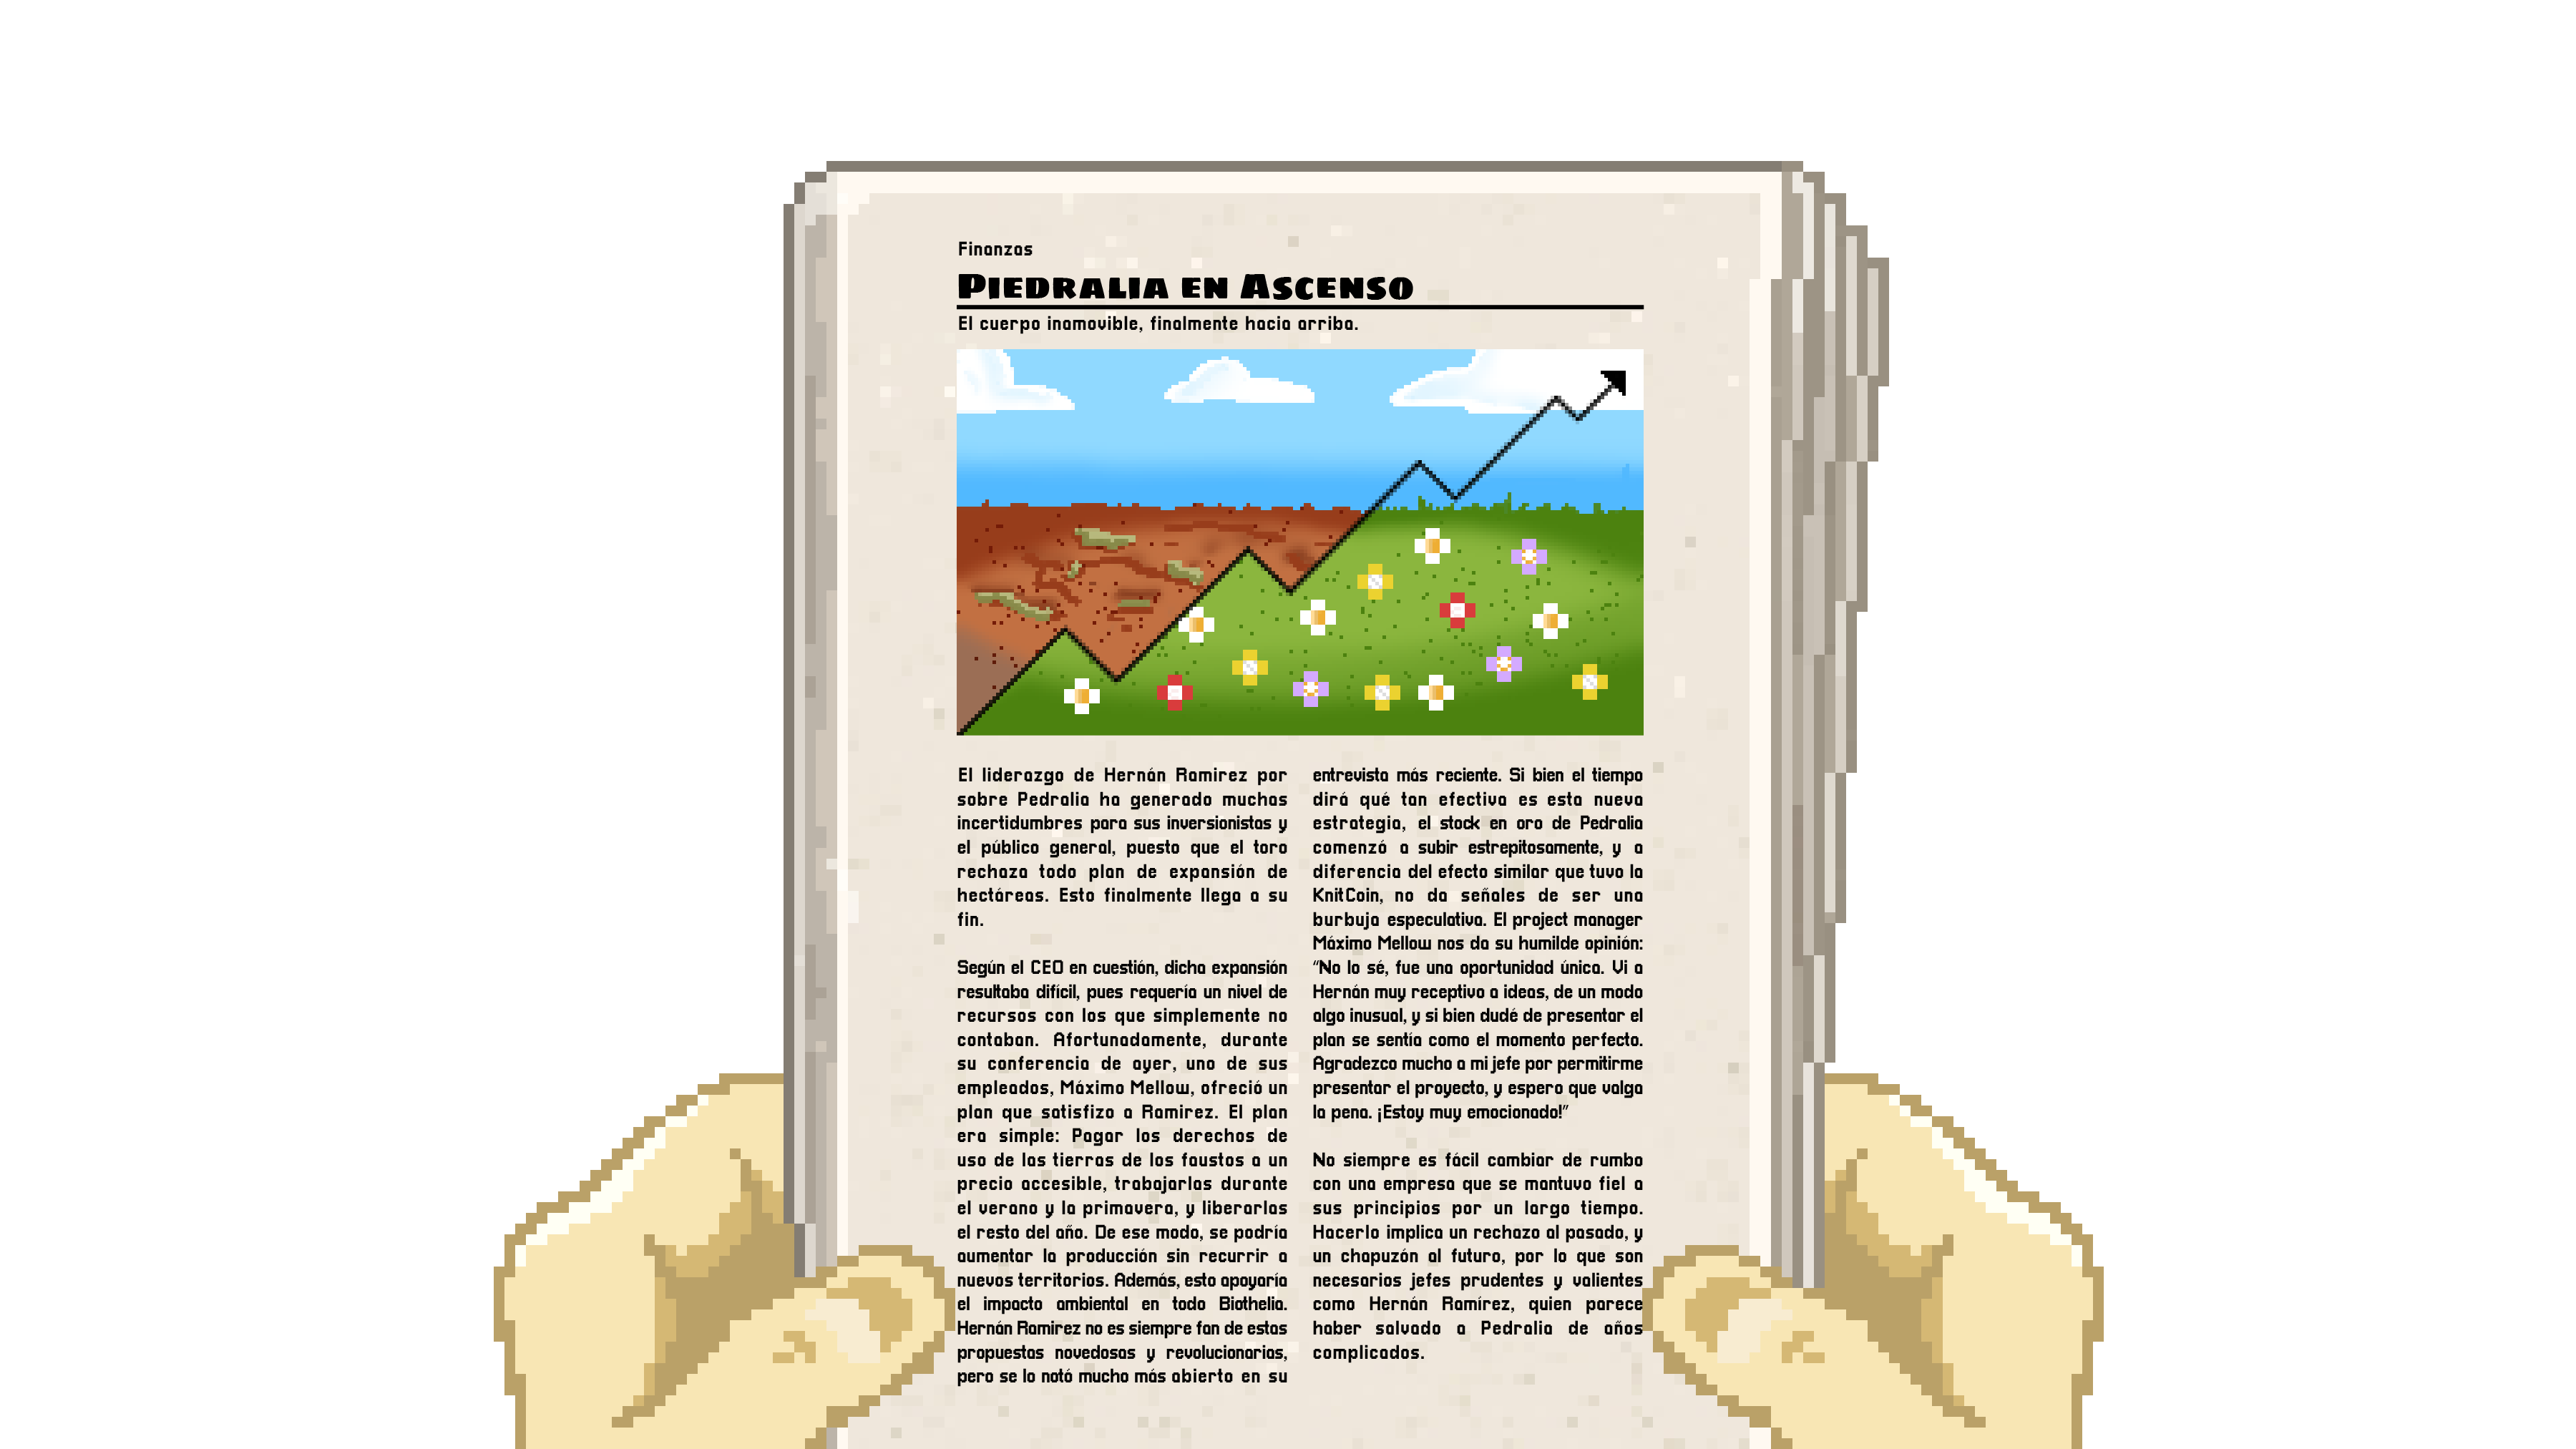 Finanzas
Piedralia en Ascenso
El cuerpo inamovible, finalmente hacia arriba.
El liderazgo de Hernán Ramirez por
sobre Pedralia ha generado muchas
incertidumbres para sus inversionistas y
el público general, puesto que el toro
rechaza todo plan de expansión de
hectáreas. Esto finalmente llega a su
fin.
Según el CEO en cuestión, dicha expansión
resultaba difícil, pues requería un nivel de
recursos con los que simplemente no
contaban. Afortunadamente, durante
su conferencia de ayer, uno de sus
empleados, Máximo Mellow, ofreció un
plan que satisfizo a Ramirez. El plan
era simple: Pagar los derechos de
uso de las tierras de los faustos a un
precio accesible, trabajarlas durante
el verano y la primavera, y liberarlas
el resto del año. De ese modo, se podría
aumentar la producción sin recurrir a
nuevos territorios. Además, esto apoyaría
el impacto ambiental en todo Biothelia.
Hernán Ramirez no es siempre fan de estas
propuestas novedosas y revolucionarias,
pero se lo notó mucho más abierto en su
entrevista más reciente. Si bien el tiempo
dirá qué tan efectiva es esta nueva
estrategia, el stock en oro de Pedralia
comenzó a subir estrepitosamente, y a
diferencia del efecto similar que tuvo la
KnitCoin, no da señales de ser una
burbuja especulativa. El project manager
Máximo Mellow nos da su humilde opinión:
"No lo sé, fue una oportunidad única. Vi a
Hernán muy receptivo a ideas, de un modo
algo inusual, y si bien dudé de presentar el
plan se sentía como el momento perfecto.
Agradezco mucho a mi jefe por permitirme
presentar el proyecto, y espero que valga
la pena. ¡Estoy muy emocionado!"
No siempre es fácil cambiar de rumbo
con una empresa que se mantuvo fiel a
sus principios por un largo tiempo.
Hacerlo implica un rechazo al pasado, y
un chapuzón al futuro, por lo que son
necesarios jefes prudentes y valientes
como Hernán Ramírez, quien parece
haber salvado a Pedralia de años
complicados.